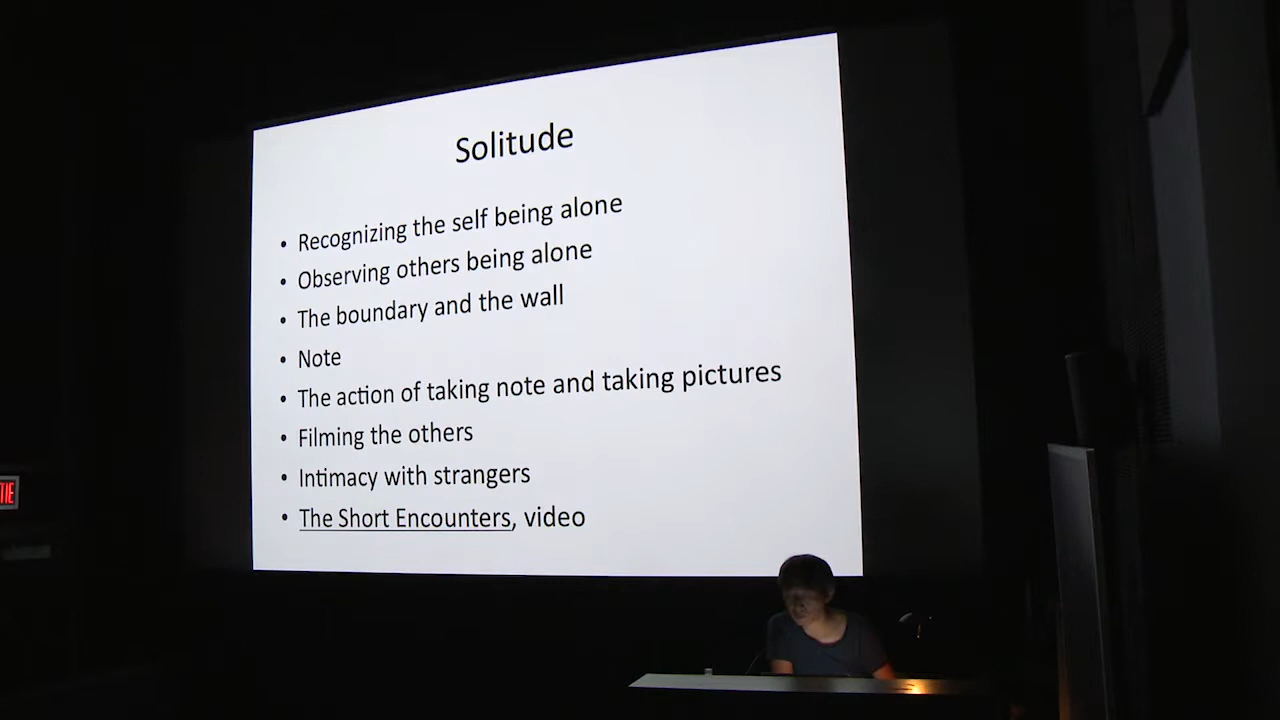 Solitude
• Recognizing the self being alone
• Observing others being alone
• The boundary and the wall
• Note
• The action of taking note and taking pictures
• Filming the others
• Intimacy with strangers
• The Short Encounters, video
TIE